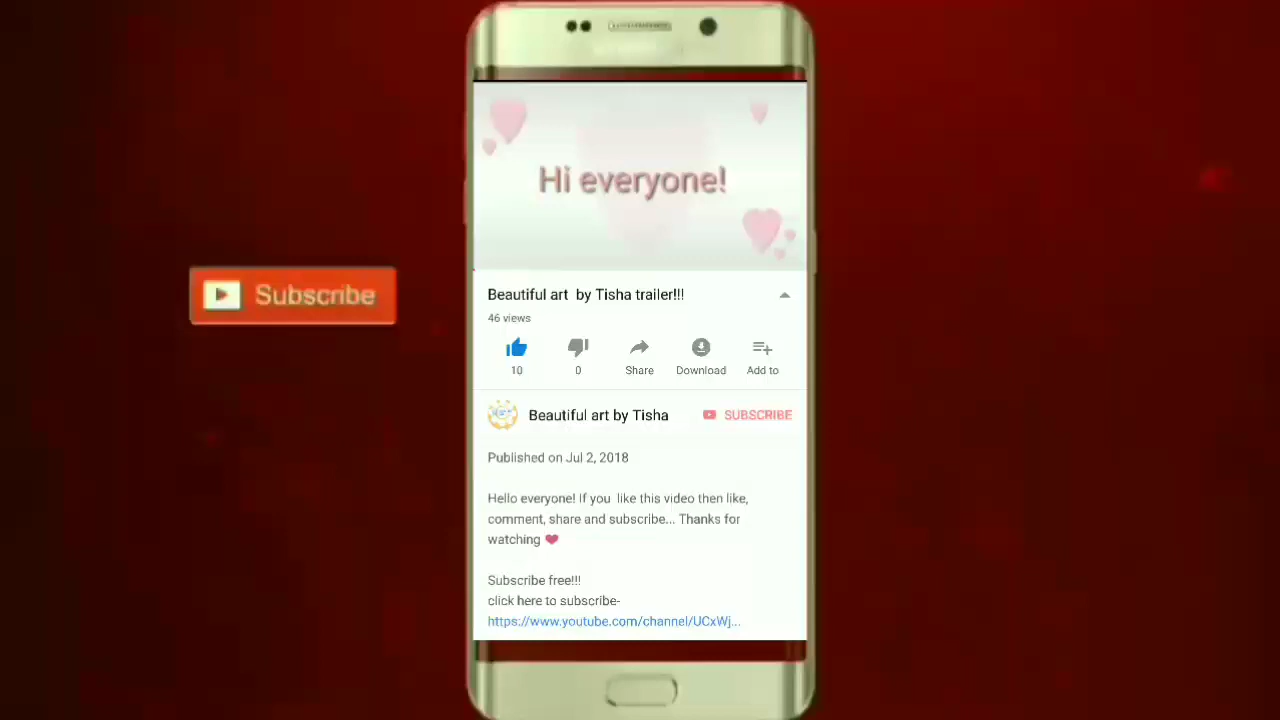 Hi everyone!
Subscribe
Beautiful art by Tisha trailer!!!
46 views
10
0
Share
Download
Add to
Beautiful art by Tisha
SUBSCRIBE
Published on Jul 2, 2018
Hello everyone! If you like this video then like,
comment, share and subscribe... Thanks for
watching ❤
Subscribe free!!!
click here to subscribe-
https://www.youtube.com/channel/UCxWj...